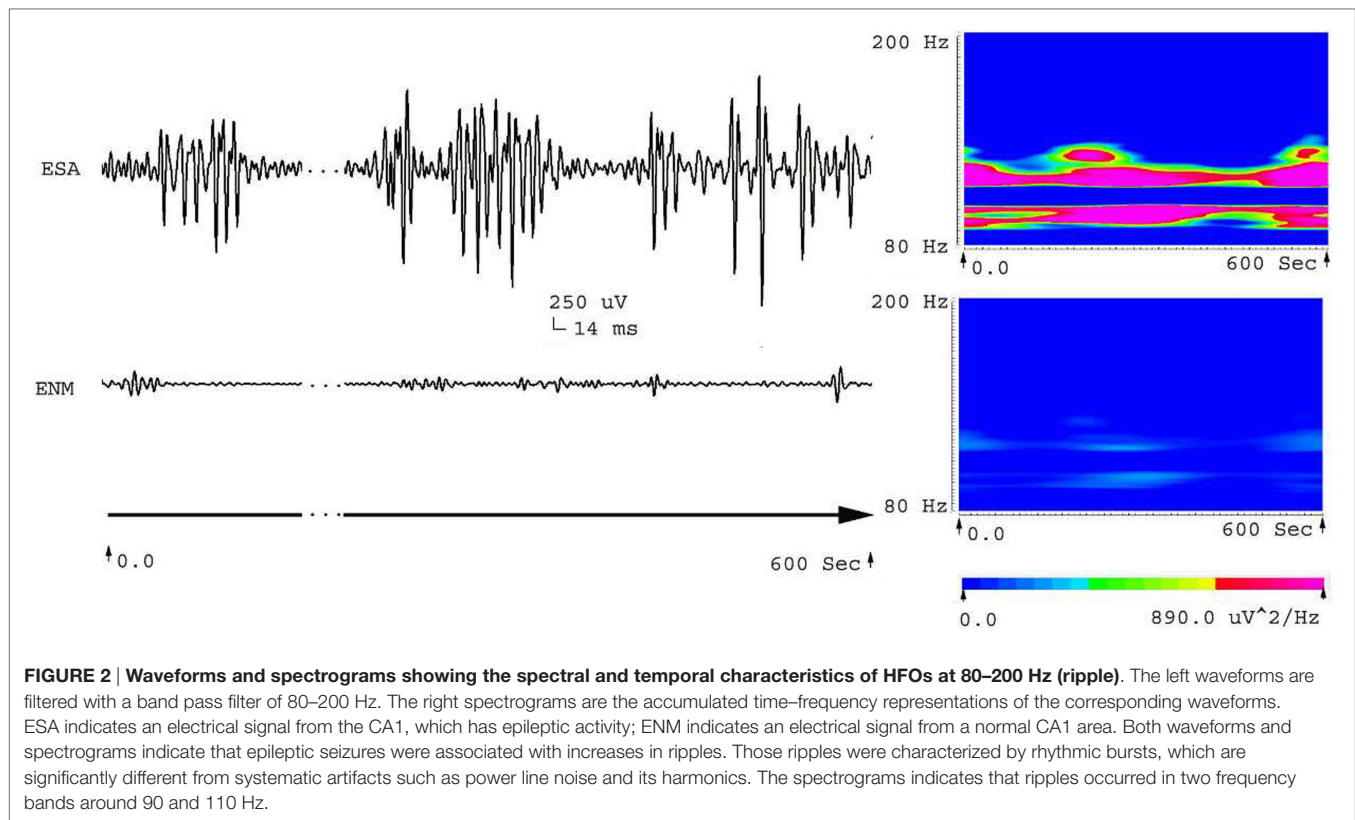 200 Hz
ESA
80 Hz
0.0
600 Sec
250 uV
14 ms
200 Hz
ENM
80 Hz
0.0
600 Sec
0.0
600 Sec
0.0
890.0 uV^2/Hz
FIGURE 2 | Waveforms and spectrograms showing the spectral and temporal characteristics of HFOs at 80–200 Hz (ripple). The left waveforms are
filtered with a band pass filter of 80–200 Hz. The right spectrograms are the accumulated time–frequency representations of the corresponding waveforms.
ESA indicates an electrical signal from the CA1, which has epileptic activity; ENM indicates an electrical signal from a normal CA1 area. Both waveforms and
spectrograms indicate that epileptic seizures were associated with increases in ripples. Those ripples were characterized by rhythmic bursts, which are
significantly different from systematic artifacts such as power line noise and its harmonics. The spectrograms indicates that ripples occurred in two frequency
bands around 90 and 110 Hz.